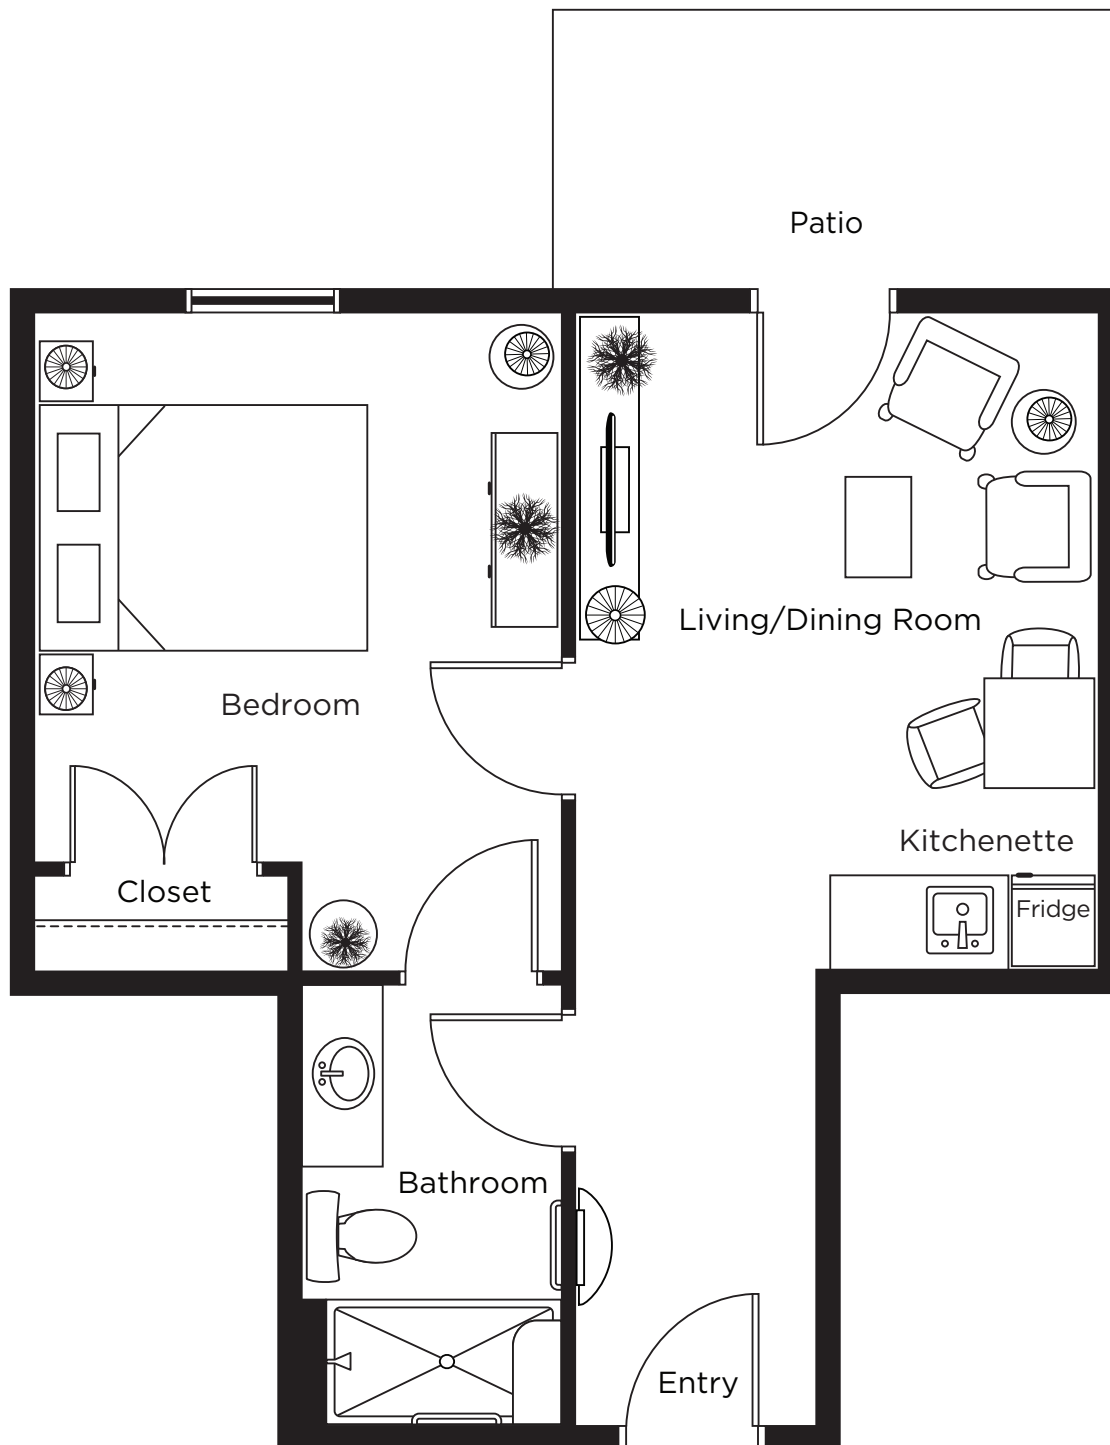 Patio
Living/Dining Room
Bedroom
Kitchenette
Closet
Fridge
Bathroom
Entry